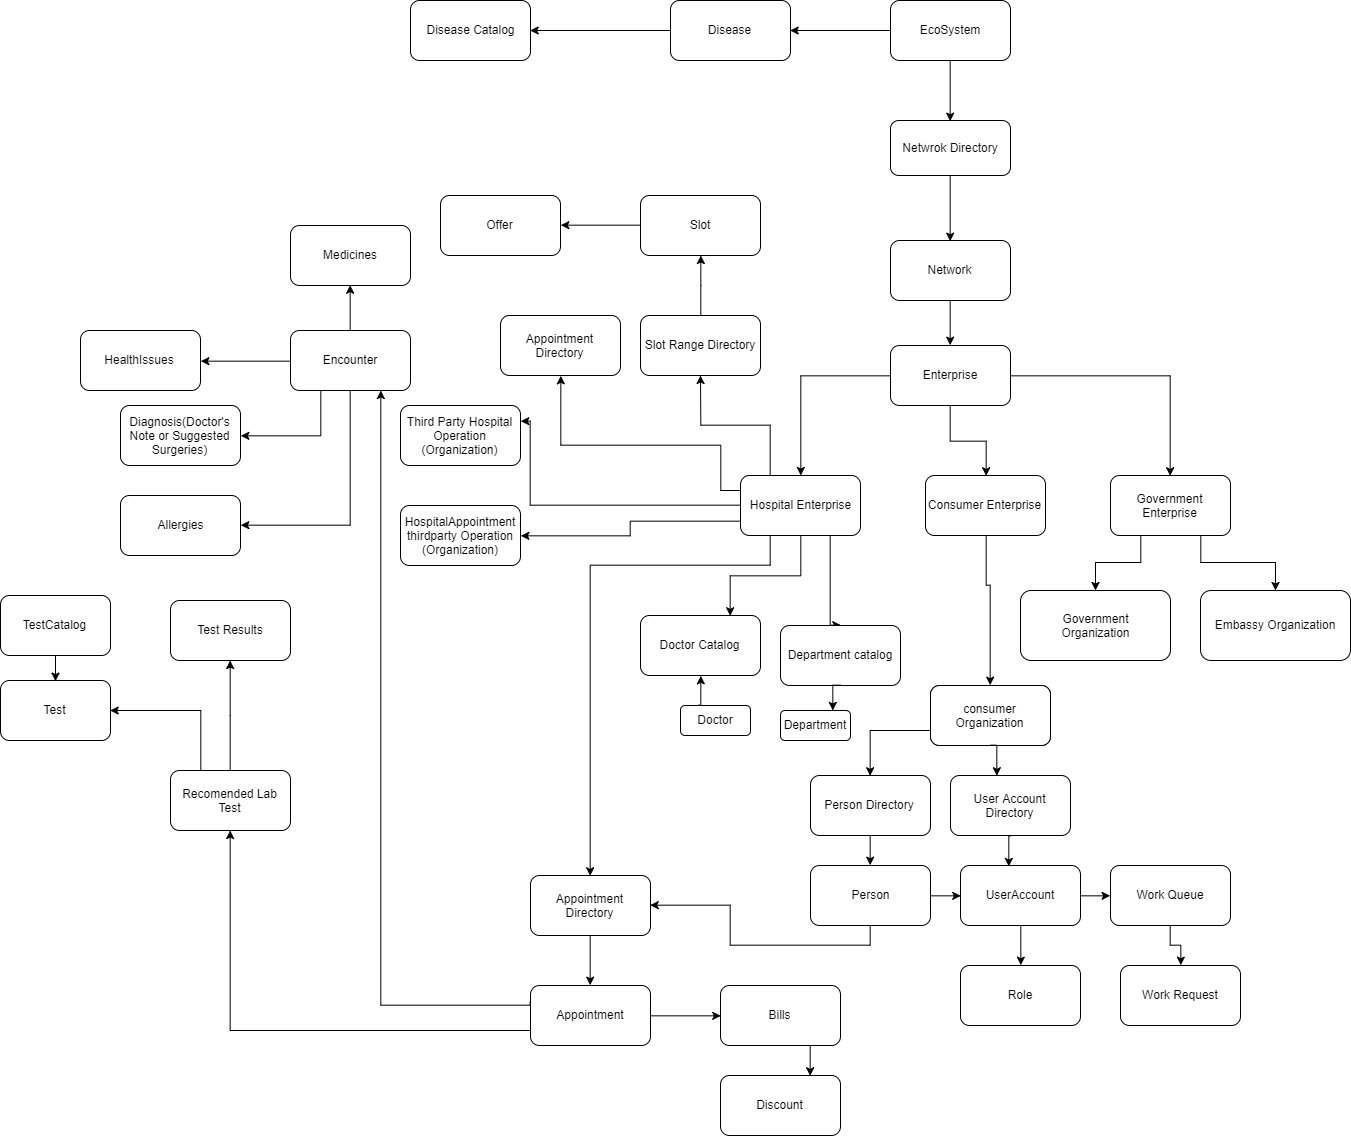 Disease Catalog
Disease
EcoSystem
Netwrok Directory
Offer
Slot
Medicines
Network
Appointment
Directory
Slot Range Directory
HealthIssues
Encounter
Enterprise
Diagnosis(Doctor's
Note or Suggested
Surgeries)
Third Party Hospital
Operation
(Organization)
Allergies
HospitalAppointment
thirdparty Operation
(Organization)
Hospital Enterprise
Consumer Enterprise
Government
Enterprise
TestCatalog
Test Results
Doctor Catalog
Department catalog
Government
Organization
Embassy Organization
Test
Doctor
Department
consumer
Organization
Recomended Lab
Test
Person Directory
User Account
Directory
Appointment
Directory
Person
UserAccount
Work Queue
Appointment
Bills
Role
Work Request
Discount